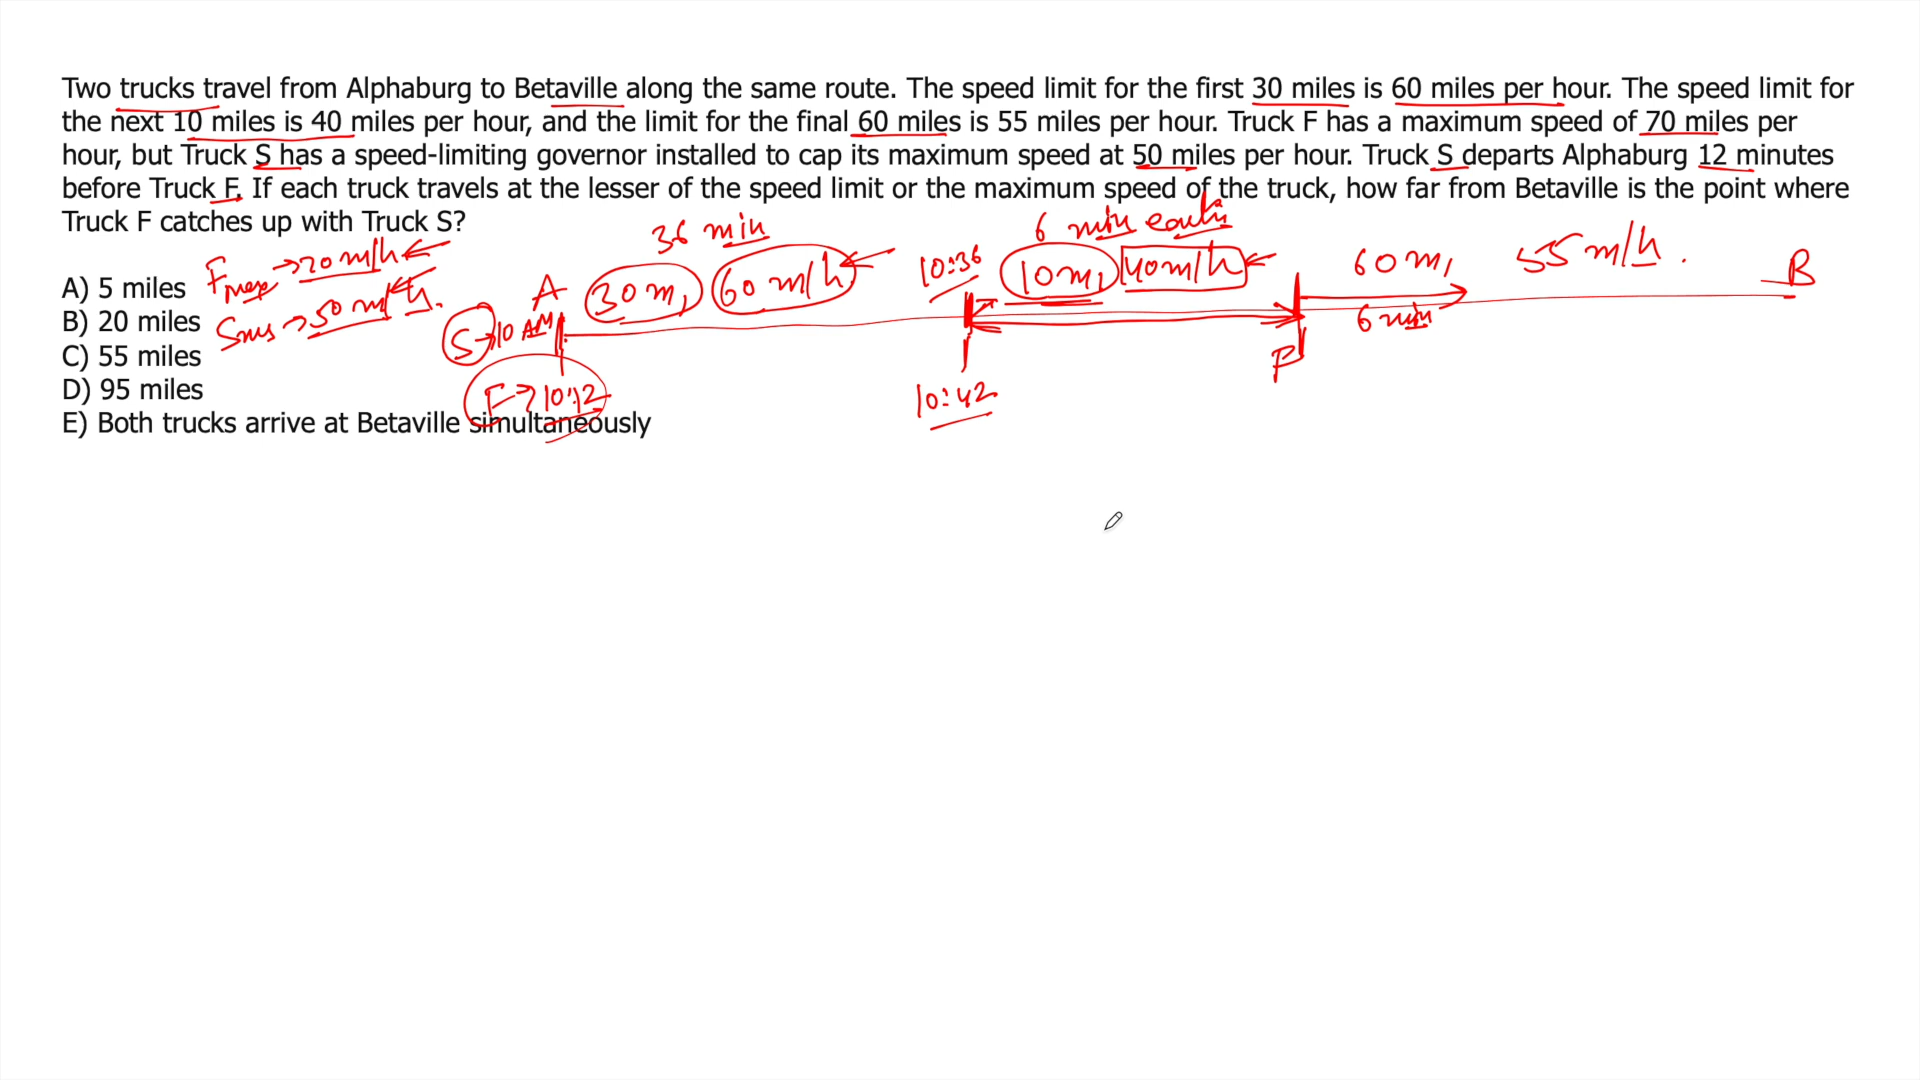 Two trucks travel from Alphaburg to Betaville along the same route. The speed limit for the first 30 miles is 60 miles per hour. The speed limit for
the next 10 miles is 40 miles per hour, and the limit for the final 60 miles is 55 miles per hour. Truck F has a maximum speed of 70 miles per
hour, but Truck S has a speed-limiting governor installed to cap its maximum speed at 50 miles per hour. Truck S departs Alphaburg 12 minutes
before Truck F. If each truck travels at the lesser of the speed limit or the maximum speed of the truck, how far from Betaville is the point where
Truck F catches up with Truck S?
36 min
6 min earlier
A) 5 miles
Fmax → 70 m/h
A
30 m,
60 m/h
10:36
10 m,
40 m/h
60 m,
55 m/h.
B
B) 20 miles
→ 50 m/h.
S → 10 AM
6 min
C) 55 miles
P
D) 95 miles
F → 10:12
10:42
E) Both trucks arrive at Betaville simultaneously